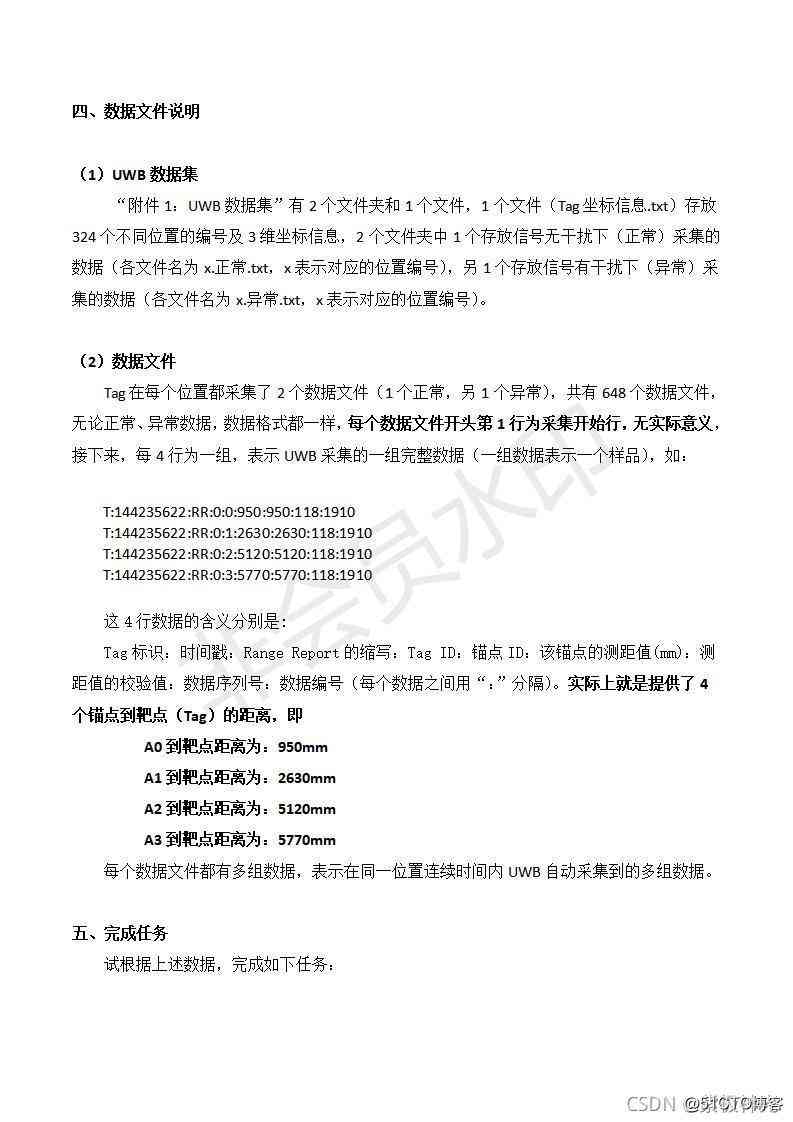 四、数据文件说明
（1）UWB 数据集
“附件 1：UWB 数据集”有 2 个文件夹和 1 个文件，1 个文件（Tag 坐标信息.txt）存放
324 个不同位置的编号及 3 维坐标信息，2 个文件夹中 1 个存放信号无干扰下（正常）采集的
数据（各文件名为 x.正常.txt，x 表示对应的位置编号），另 1 个存放信号有干扰下（异常）采
集的数据（各文件名为 x.异常.txt，x 表示对应的位置编号）。
（2）数据文件
Tag 在每个位置都采集了 2 个数据文件（1 个正常，另 1 个异常），共有 648 个数据文件，
无论正常、异常数据，数据格式都一样，每个数据文件开头第 1 行为采集开始行，无实际意义，
接下来，每 4 行为一组，表示 UWB 采集的一组完整数据（一组数据表示一个样品），如：
T:144235622:RR:0:0:950:950:118:1910
T:144235622:RR:0:1:2630:2630:118:1910
T:144235622:RR:0:2:5120:5120:118:1910
T:144235622:RR:0:3:5770:5770:118:1910
这 4 行数据的含义分别是：
Tag 标识：时间戳：Range Report 的缩写：Tag ID：锚点 ID：该锚点的测距值(mm)：测
距值的校验值：数据序列号：数据编号（每个数据之间用“：”分隔）。实际上就是提供了 4
个锚点到靶点（Tag）的距离，即
A0 到靶点距离为：950mm
A1 到靶点距离为：2630mm
A2 到靶点距离为：5120mm
A3 到靶点距离为：5770mm
每个数据文件都有多组数据，表示在同一位置连续时间内 UWB 自动采集到的多组数据。
五、完成任务
试根据上述数据，完成如下任务：
非会员水印
CSDN @51CTO博客